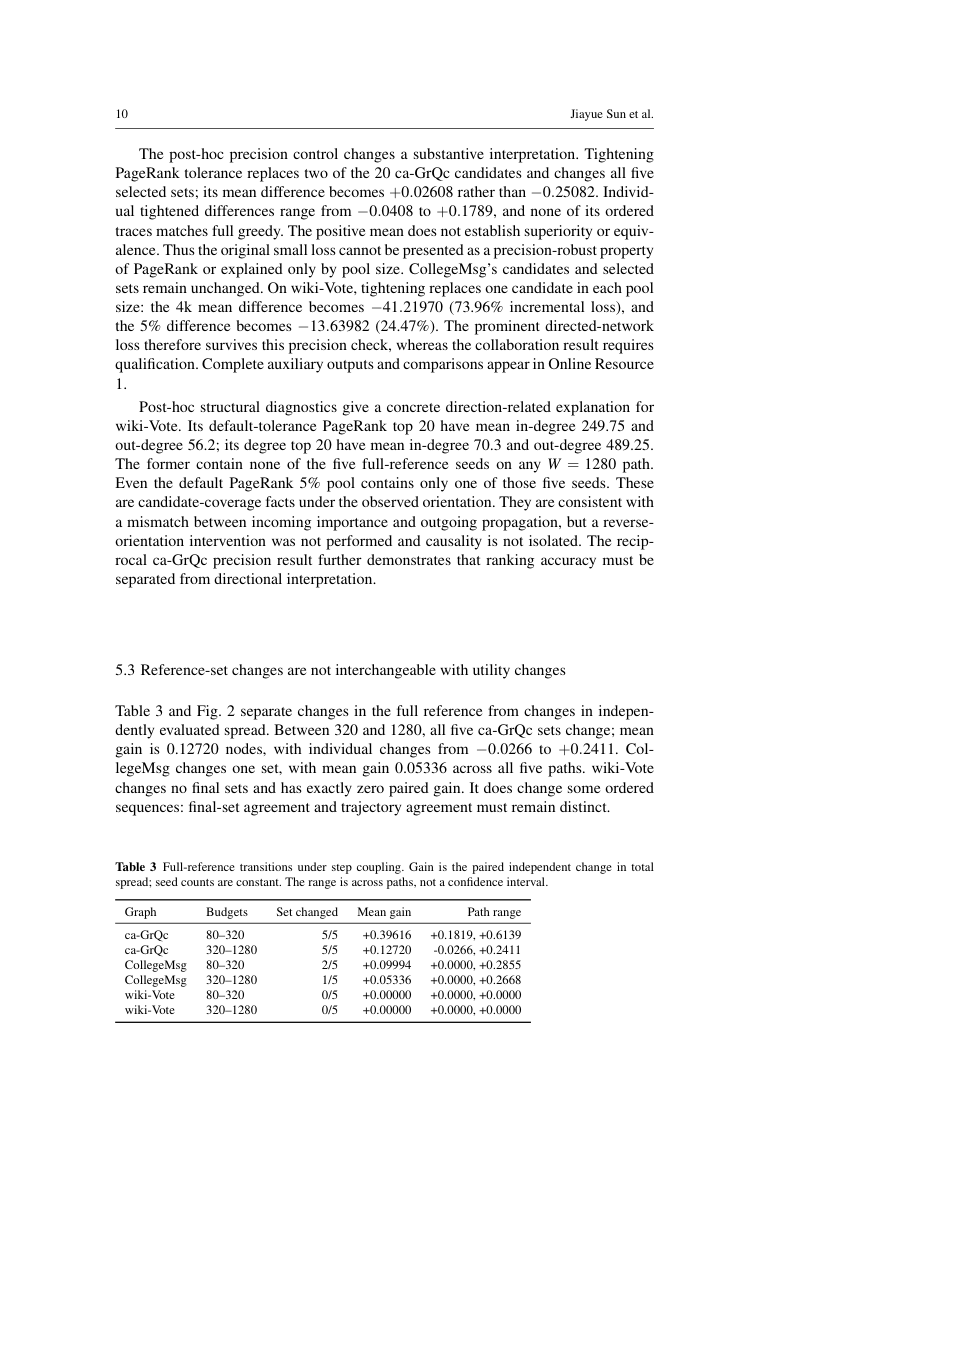 10 Jiayue Sun et al.
The post-hoc precision control changes a substantive interpretation. Tightening
PageRank tolerance replaces two of the 20 ca-GrQc candidates and changes all five
selected sets; its mean difference becomes +0.02608 rather than −0.25082. Individ-
ual tightened differences range from −0.0408 to +0.1789, and none of its ordered
traces matches full greedy. The positive mean does not establish superiority or equiv-
alence. Thus the original small loss cannot be presented as a precision-robust property
of PageRank or explained only by pool size. CollegeMsg’s candidates and selected
sets remain unchanged. On wiki-Vote, tightening replaces one candidate in each pool
size: the 4k mean difference becomes −41.21970 (73.96% incremental loss), and
the 5% difference becomes −13.63982 (24.47%). The prominent directed-network
loss therefore survives this precision check, whereas the collaboration result requires
qualification. Complete auxiliary outputs and comparisons appear in Online Resource
1.
Post-hoc structural diagnostics give a concrete direction-related explanation for
wiki-Vote. Its default-tolerance PageRank top 20 have mean in-degree 249.75 and
out-degree 56.2; its degree top 20 have mean in-degree 70.3 and out-degree 489.25.
The former contain none of the five full-reference seeds on any W = 1280 path.
Even the default PageRank 5% pool contains only one of those five seeds. These
are candidate-coverage facts under the observed orientation. They are consistent with
a mismatch between incoming importance and outgoing propagation, but a reverse-
orientation intervention was not performed and causality is not isolated. The recip-
rocal ca-GrQc precision result further demonstrates that ranking accuracy must be
separated from directional interpretation.
5.3 Reference-set changes are not interchangeable with utility changes
Table 3 and Fig. 2 separate changes in the full reference from changes in indepen-
dently evaluated spread. Between 320 and 1280, all five ca-GrQc sets change; mean
gain is 0.12720 nodes, with individual changes from −0.0266 to +0.2411. Col-
legeMsg changes one set, with mean gain 0.05336 across all five paths. wiki-Vote
changes no final sets and has exactly zero paired gain. It does change some ordered
sequences: final-set agreement and trajectory agreement must remain distinct.
Table 3 Full-reference transitions under step coupling. Gain is the paired independent change in total
spread; seed counts are constant. The range is across paths, not a confidence interval.
Graph Budgets Set changed Mean gain Path range
ca-GrQc 80–320 5/5 +0.39616 +0.1819, +0.6139
ca-GrQc 320–1280 5/5 +0.12720 -0.0266, +0.2411
CollegeMsg 80–320 2/5 +0.09994 +0.0000, +0.2855
CollegeMsg 320–1280 1/5 +0.05336 +0.0000, +0.2668
wiki-Vote 80–320 0/5 +0.00000 +0.0000, +0.0000
wiki-Vote 320–1280 0/5 +0.00000 +0.0000, +0.0000